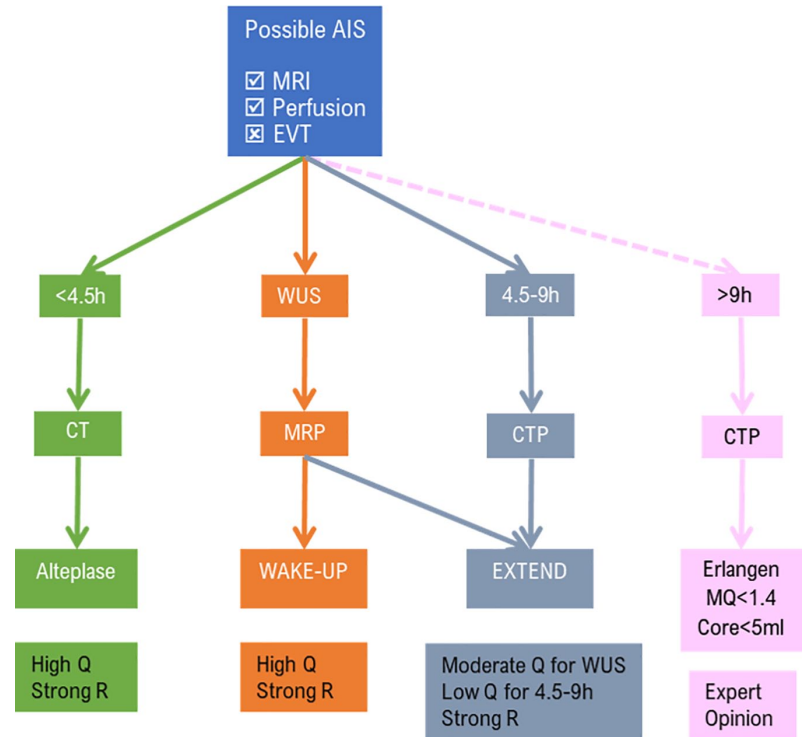 Possible AIS
☑ MRI
☑ Perfusion
☒ EVT
<4.5h
WUS
4.5-9h
>9h
CT
MRP
CTP
CTP
Alteplase
WAKE-UP
EXTEND
Erlangen
MQ<1.4
Core<5ml
High Q
Strong R
High Q
Strong R
Moderate Q for WUS
Low Q for 4.5-9h
Strong R
Expert
Opinion